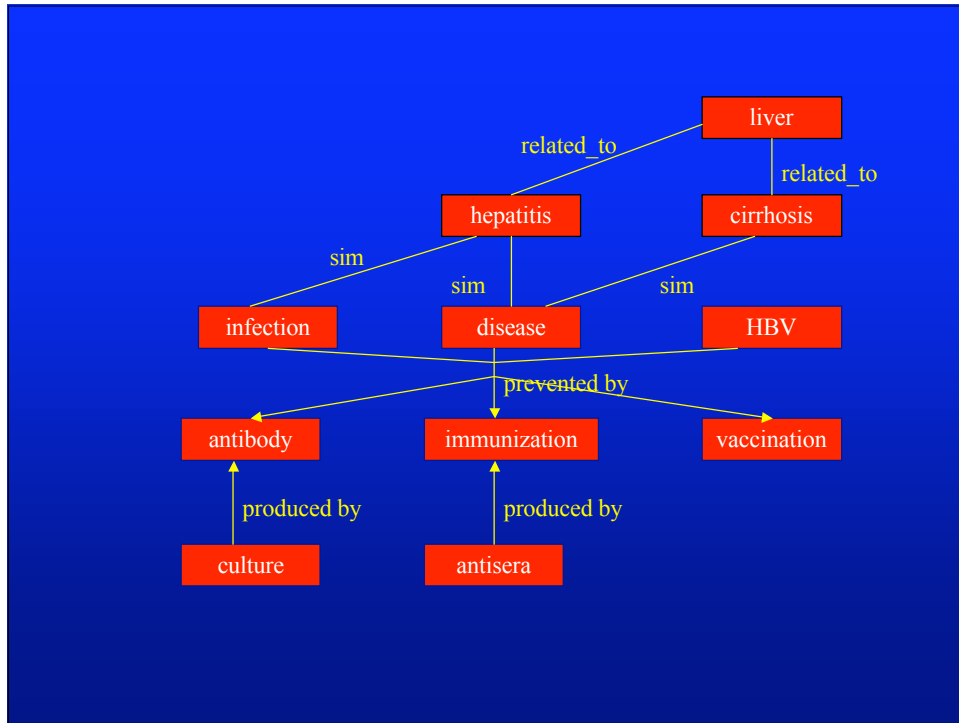 liver
related_to
related_to
hepatitis
cirrhosis
sim
sim
sim
infection
disease
HBV
prevented by
antibody
immunization
vaccination
produced by
produced by
culture
antisera